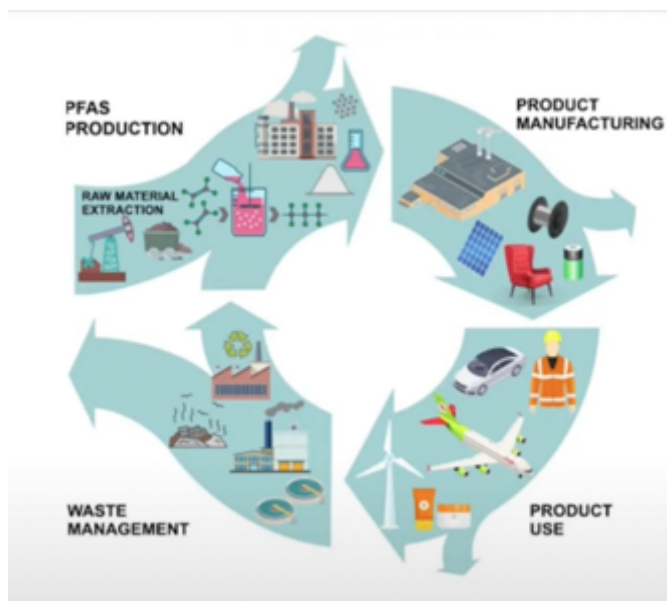 PFAS
PRODUCTION
RAW MATERIAL
EXTRACTION
PRODUCT
MANUFACTURING
WASTE
MANAGEMENT
PRODUCT
USE